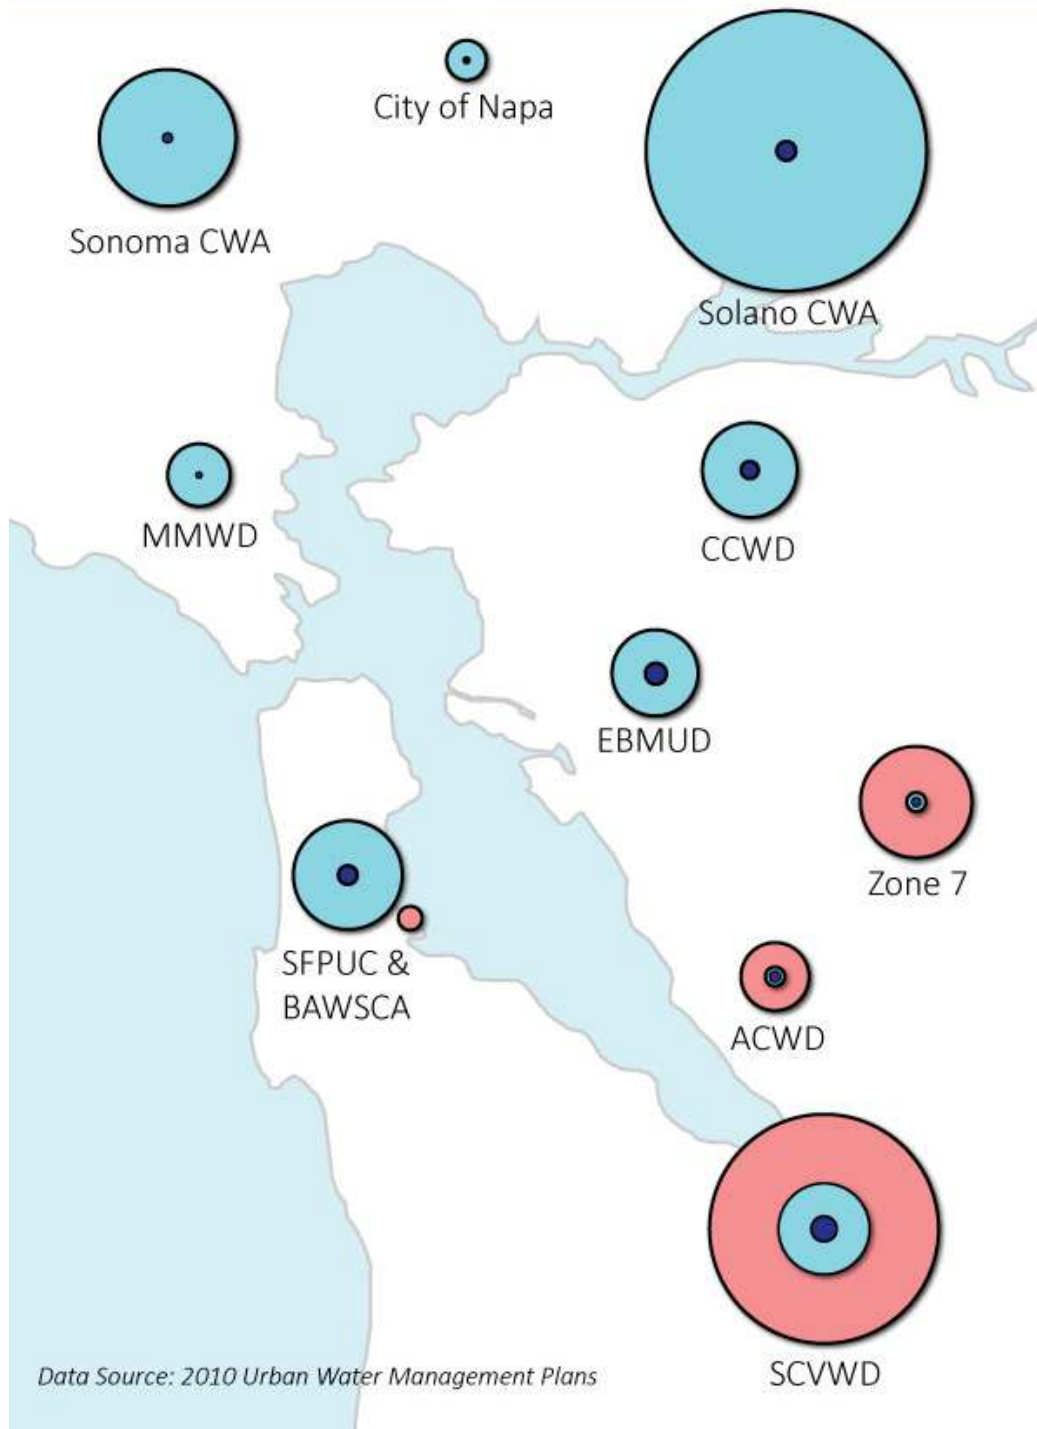 City of Napa
Sonoma CWA
Solano CWA
MMWD
CCWD
EBMUD
Zone 7
SFPUC &
BAWSCA
ACWD
SCVWD
Data Source: 2010 Urban Water Management Plans